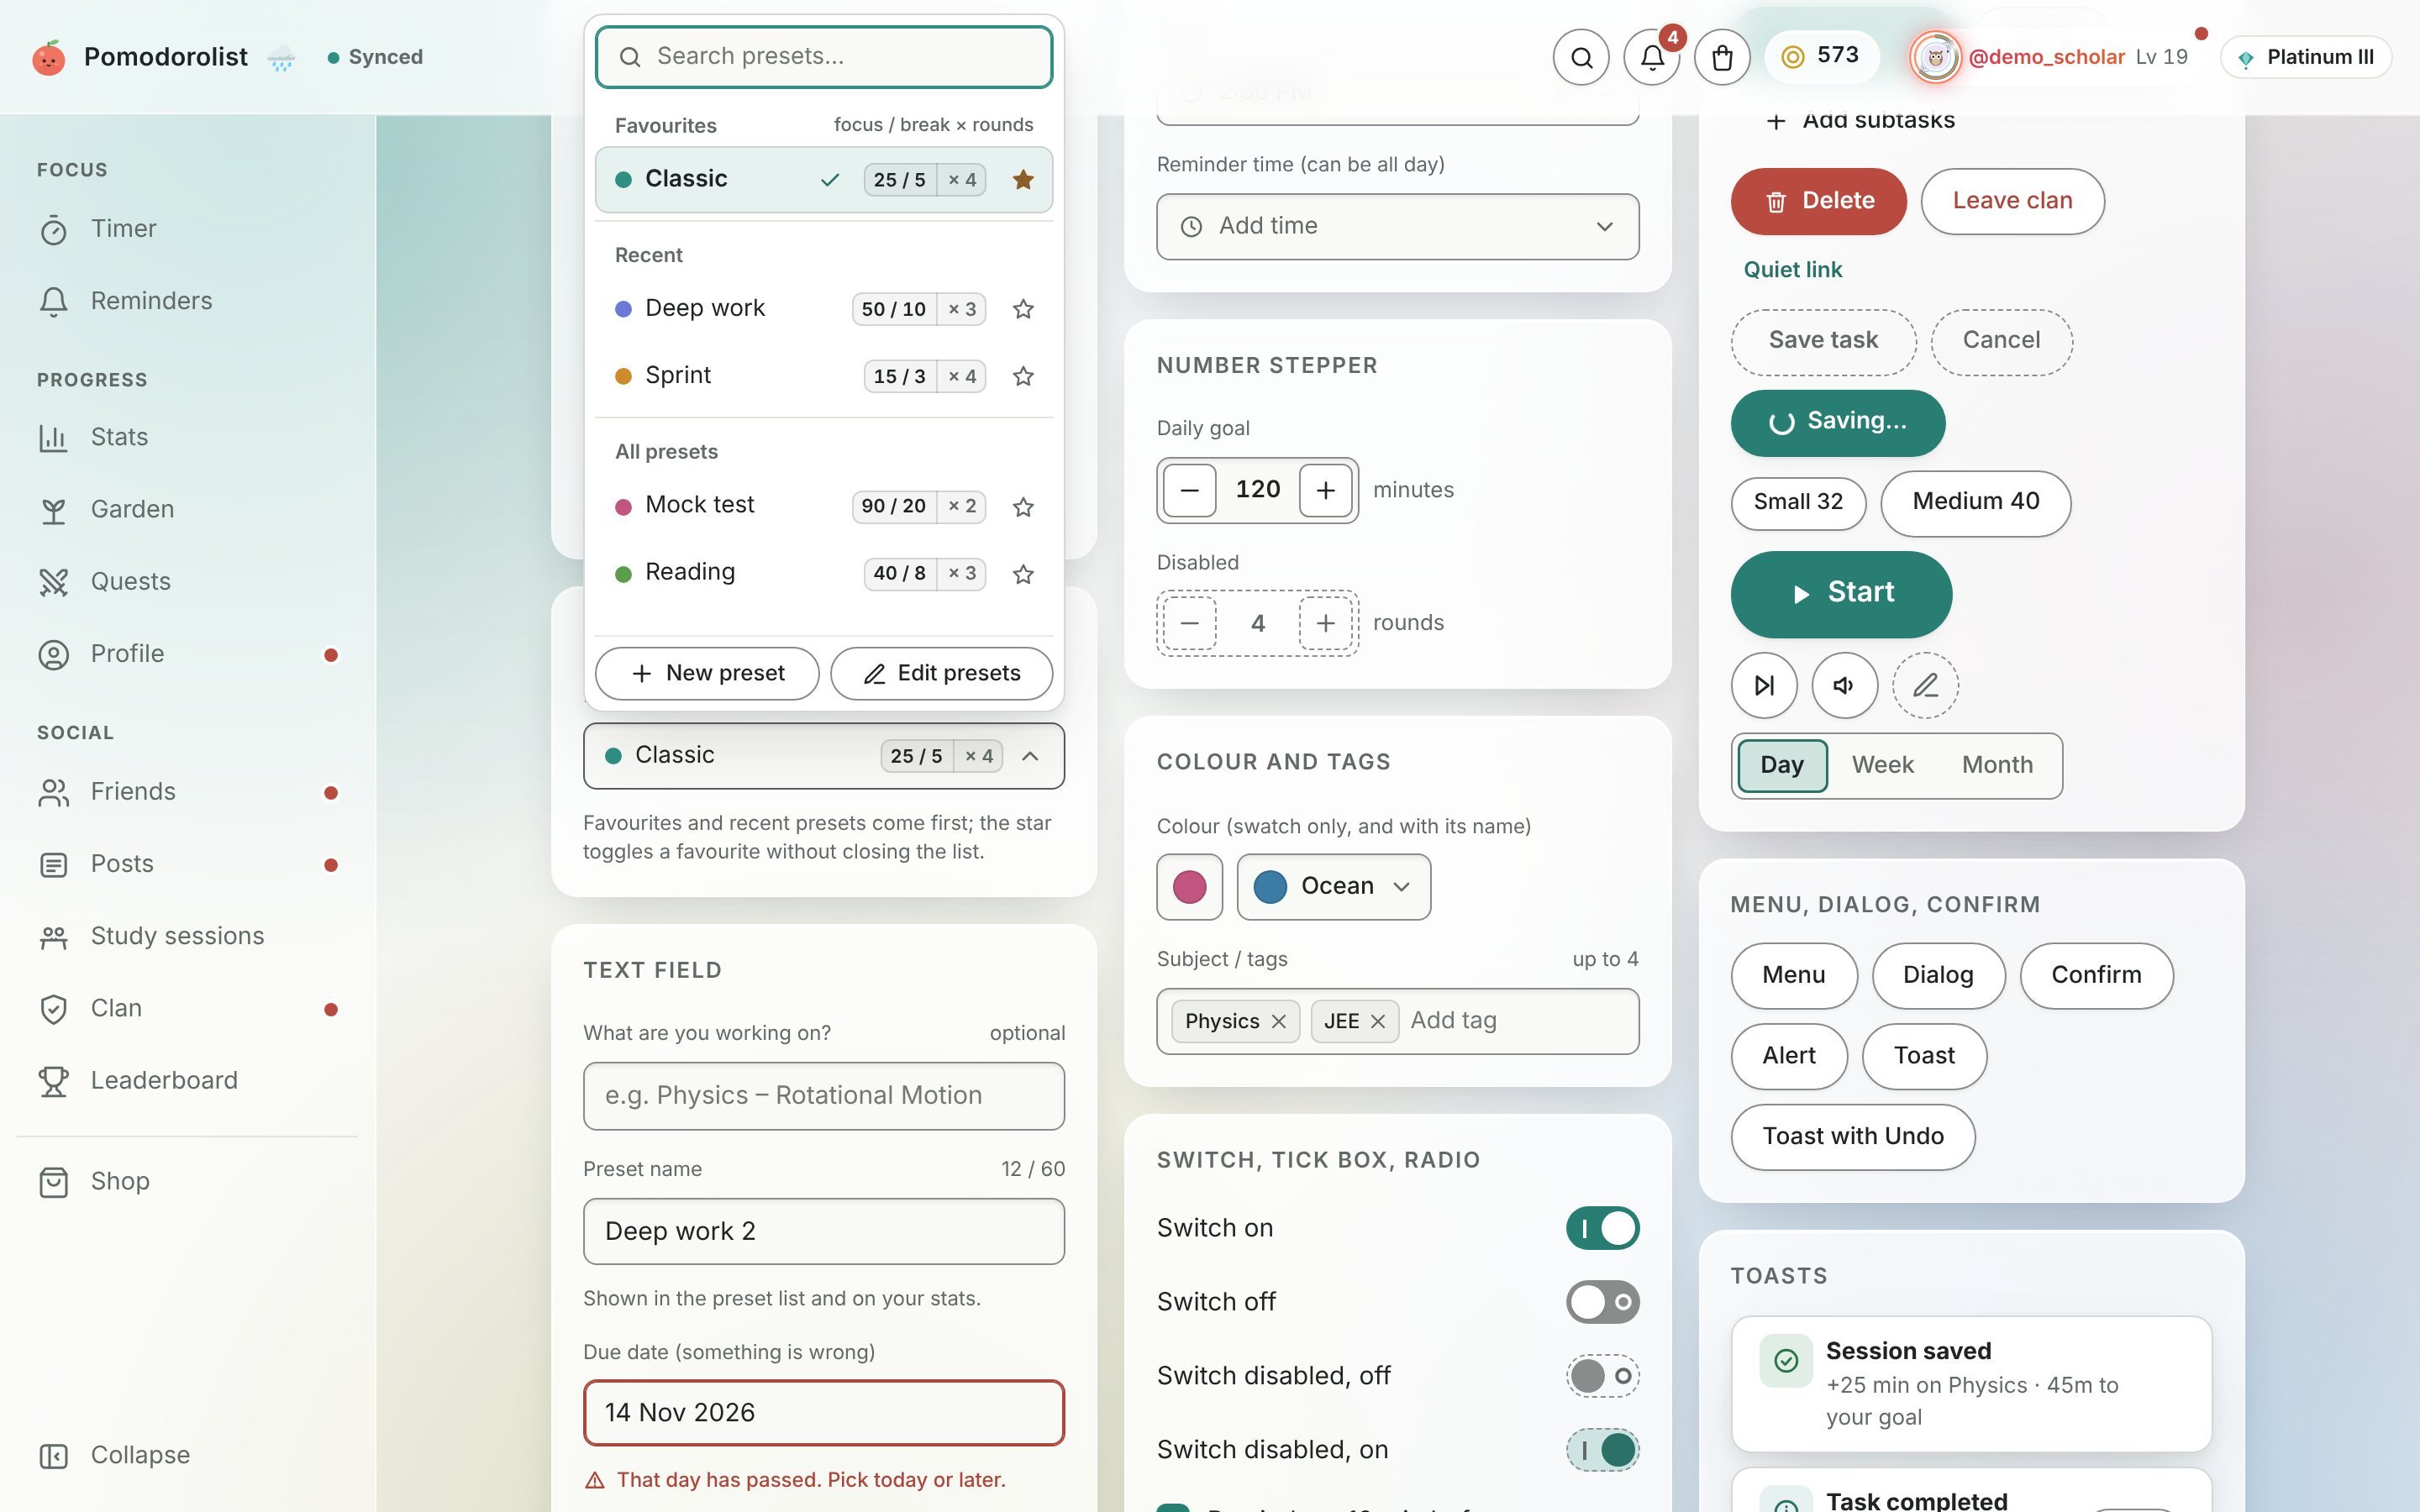 Pomodorolist
Synced
4
573
@demo_scholar Lv 19
Platinum III
FOCUS
Timer
Reminders
PROGRESS
Stats
Garden
Quests
Profile
SOCIAL
Friends
Posts
Study sessions
Clan
Leaderboard
Shop
Collapse
Search presets...
Favourites focus / break × rounds
Classic 25 / 5 × 4
Recent
Deep work 50 / 10 × 3
Sprint 15 / 3 × 4
All presets
Mock test 90 / 20 × 2
Reading 40 / 8 × 3
New preset Edit presets
Classic 25 / 5 × 4
Favourites and recent presets come first; the star
toggles a favourite without closing the list.
TEXT FIELD
What are you working on? optional
e.g. Physics – Rotational Motion
Preset name 12 / 60
Deep work 2
Shown in the preset list and on your stats.
Due date (something is wrong)
14 Nov 2026
That day has passed. Pick today or later.
2:30 PM
Reminder time (can be all day)
Add time
NUMBER STEPPER
Daily goal
120 minutes
Disabled
4 rounds
COLOUR AND TAGS
Colour (swatch only, and with its name)
Ocean
Subject / tags up to 4
Physics JEE Add tag
SWITCH, TICK BOX, RADIO
Switch on
Switch off
Switch disabled, off
Switch disabled, on
Add subtasks
Delete Leave clan
Quiet link
Save task Cancel
Saving...
Small 32 Medium 40
Start
Day Week Month
MENU, DIALOG, CONFIRM
Menu Dialog Confirm
Alert Toast
Toast with Undo
TOASTS
Session saved
+25 min on Physics · 45m to
your goal
Task completed